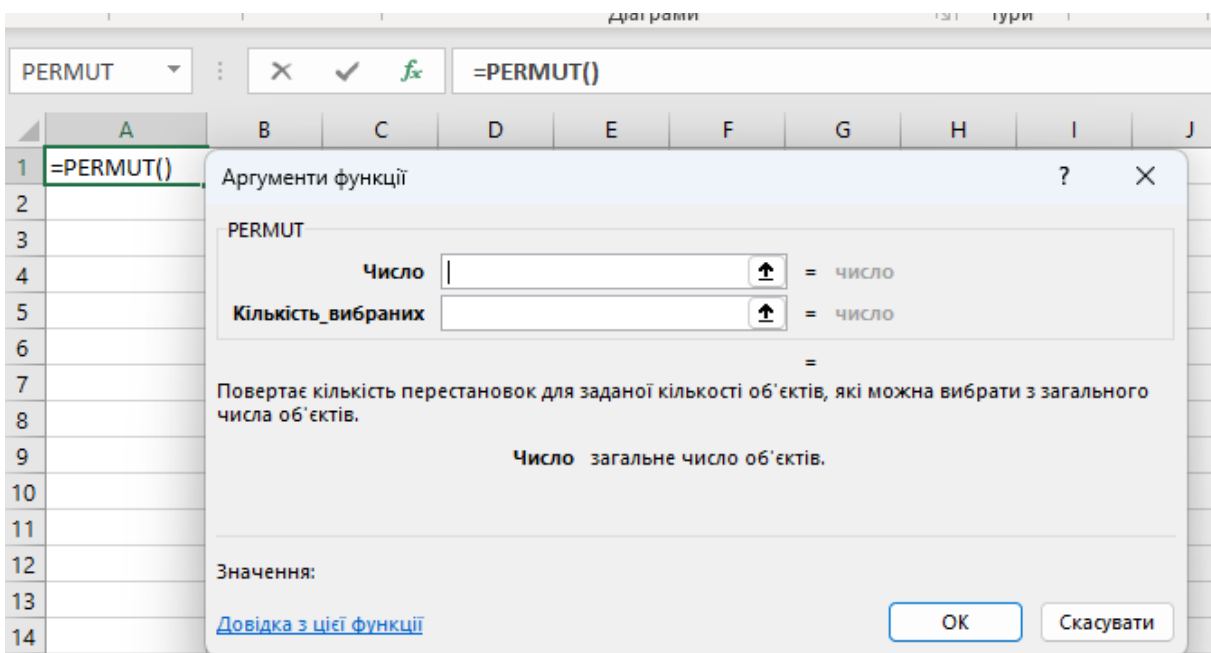 Діаграми Тури
PERMUT fx =PERMUT()
A B C D E F G H I J
1 =PERMUT()
Аргументи функції ?
2
PERMUT
3
Число = число
4
Кількість_вибраних = число
5
=
6
7
Повертає кількість перестановок для заданої кількості об'єктів, які можна вибрати з загального
8
числа об'єктів.
9
Число загальне число об'єктів.
10
11
12
Значення:
13
Довідка з цієї функції ОК Скасувати
14